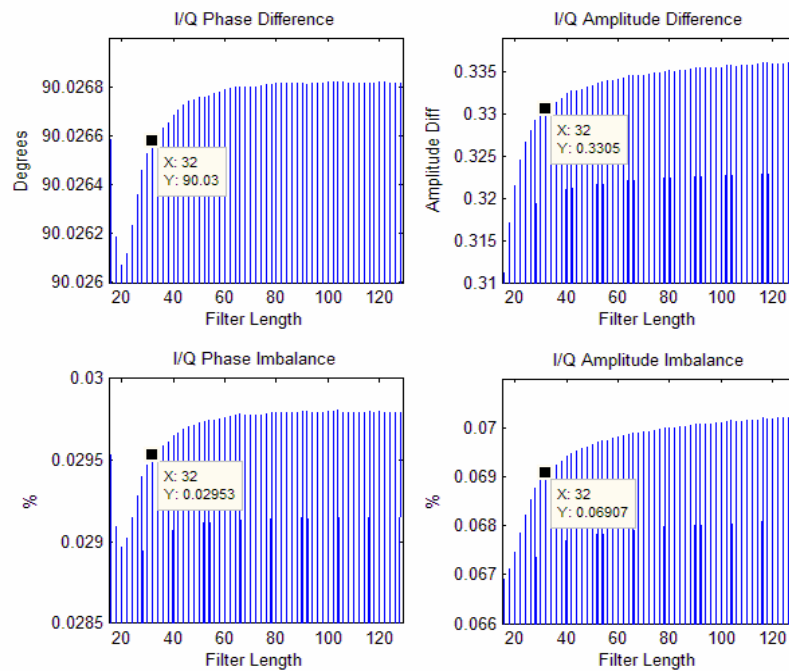 I/Q Phase Difference
Degrees
90.0268
90.0266
90.0264
90.0262
90.026
X: 32
Y: 90.03
20 40 60 80 100 120
Filter Length
I/Q Amplitude Difference
Amplitude Diff
0.335
0.33
0.325
0.32
0.315
0.31
X: 32
Y: 0.3305
20 40 60 80 100 120
Filter Length
I/Q Phase Imbalance
%
0.03
0.0295
0.029
0.0285
X: 32
Y: 0.02953
20 40 60 80 100 120
Filter Length
I/Q Amplitude Imbalance
%
0.07
0.069
0.068
0.067
0.066
X: 32
Y: 0.06907
20 40 60 80 100 120
Filter Length